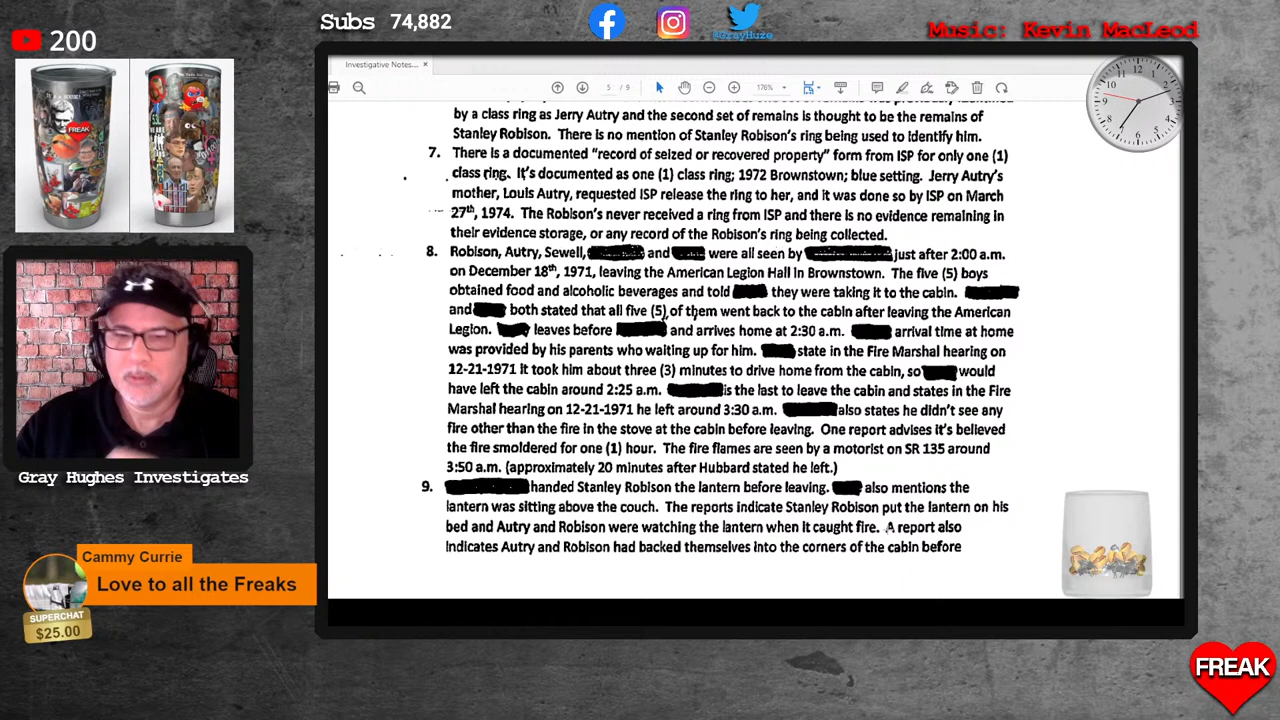 200
Subs 74,882
@GrayHuze
Music: Kevin MacLeod
Investigative Notes...
5 / 9
176%
by a class ring as Jerry Autry and the second set of remains is thought to be the remains of
Stanley Robison. There is no mention of Stanley Robison's ring being used to identify him.
7. There is a documented "record of seized or recovered property" form from ISP for only one (1)
class ring. It's documented as one (1) class ring; 1972 Brownstown; blue setting. Jerry Autry's
mother, Louis Autry, requested ISP release the ring to her, and it was done so by ISP on March
27th, 1974. The Robison's never received a ring from ISP and there is no evidence remaining in
their evidence storage, or any record of the Robison's ring being collected.
8. Robison, Autry, Sewell, and were all seen by just after 2:00 a.m.
on December 18th, 1971, leaving the American Legion Hall in Brownstown. The five (5) boys
obtained food and alcoholic beverages and told they were taking it to the cabin.
and both stated that all five (5) of them went back to the cabin after leaving the American
Legion. leaves before and arrives home at 2:30 a.m. arrival time at home
was provided by his parents who waiting up for him. state in the Fire Marshal hearing on
12-21-1971 it took him about three (3) minutes to drive home from the cabin, so would
have left the cabin around 2:25 a.m. is the last to leave the cabin and states in the Fire
Marshal hearing on 12-21-1971 he left around 3:30 a.m. also states he didn't see any
fire other than the fire in the stove at the cabin before leaving. One report advises it's believed
the fire smoldered for one (1) hour. The fire flames are seen by a motorist on SR 135 around
3:50 a.m. (approximately 20 minutes after Hubbard stated he left.)
9. handed Stanley Robison the lantern before leaving. also mentions the
lantern was sitting above the couch. The reports indicate Stanley Robison put the lantern on his
bed and Autry and Robison were watching the lantern when it caught fire. A report also
indicates Autry and Robison had backed themselves into the corners of the cabin before
Gray Hughes Investigates
Cammy Currie
Love to all the Freaks
SUPERCHAT
$25.00
FREAK
FREAK
12
1
2
3
4
5
6
7
8
9
10
11